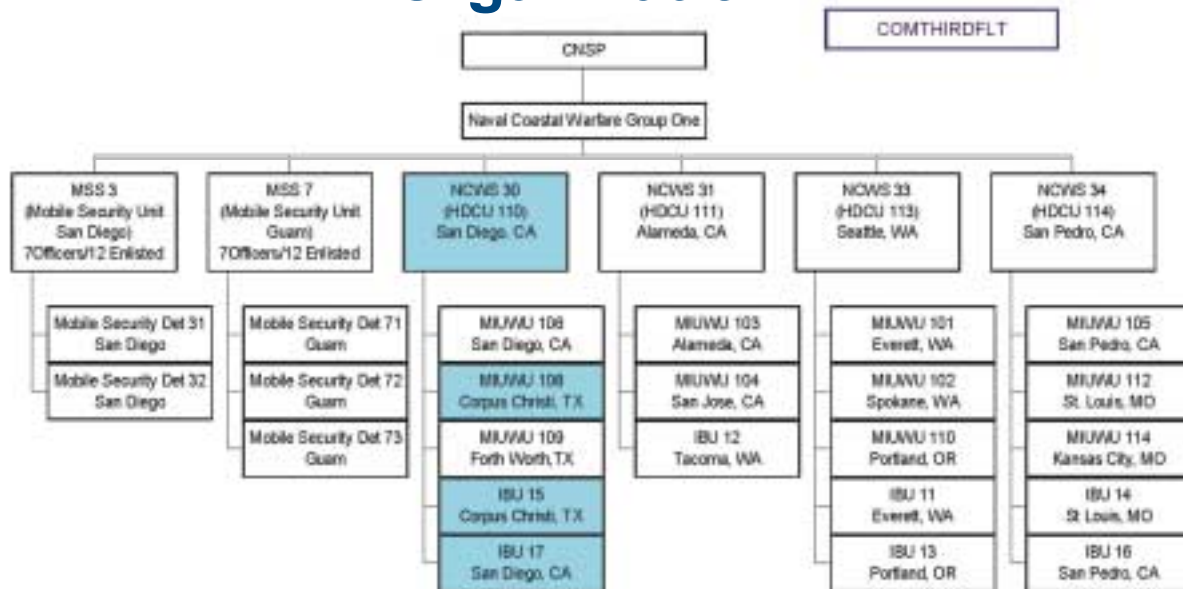 COMTHIRDFLT
CNSP
Naval Coastal Warfare Group One
MSS 3
(Mobile Security Unit
San Diego)
7Officers/12 Enlisted
MSS 7
(Mobile Security Unit
Guam)
7Officers/12 Enlisted
NCWS 30
(HDCU 110)
San Diego, CA
NCWS 31
(HDCU 111)
Alameda, CA
NCWS 33
(HDCU 113)
Seattle, WA
NCWS 34
(HDCU 114)
San Pedro, CA
Mobile Security Det 31
San Diego
Mobile Security Det 32
San Diego
Mobile Security Det 71
Guam
Mobile Security Det 72
Guam
Mobile Security Det 73
Guam
MIUWU 106
San Diego, CA
MIUWU 108
Corpus Christi, TX
MIUWU 109
Forth Worth,TX
IBU 15
Corpus Christi, TX
IBU 17
San Diego, CA
MIUWU 103
Alameda, CA
MIUWU 104
San Jose, CA
IBU 12
Tacoma, WA
MIUWU 101
Everett, WA
MIUWU 102
Spokane, WA
MIUWU 110
Portland, OR
IBU 11
Everett, WA
IBU 13
Portland, OR
MIUWU 105
San Pedro, CA
MIUWU 112
St. Louis, MO
MIUWU 114
Kansas City, MO
IBU 14
St Louis, MO
IBU 16
San Pedro, CA